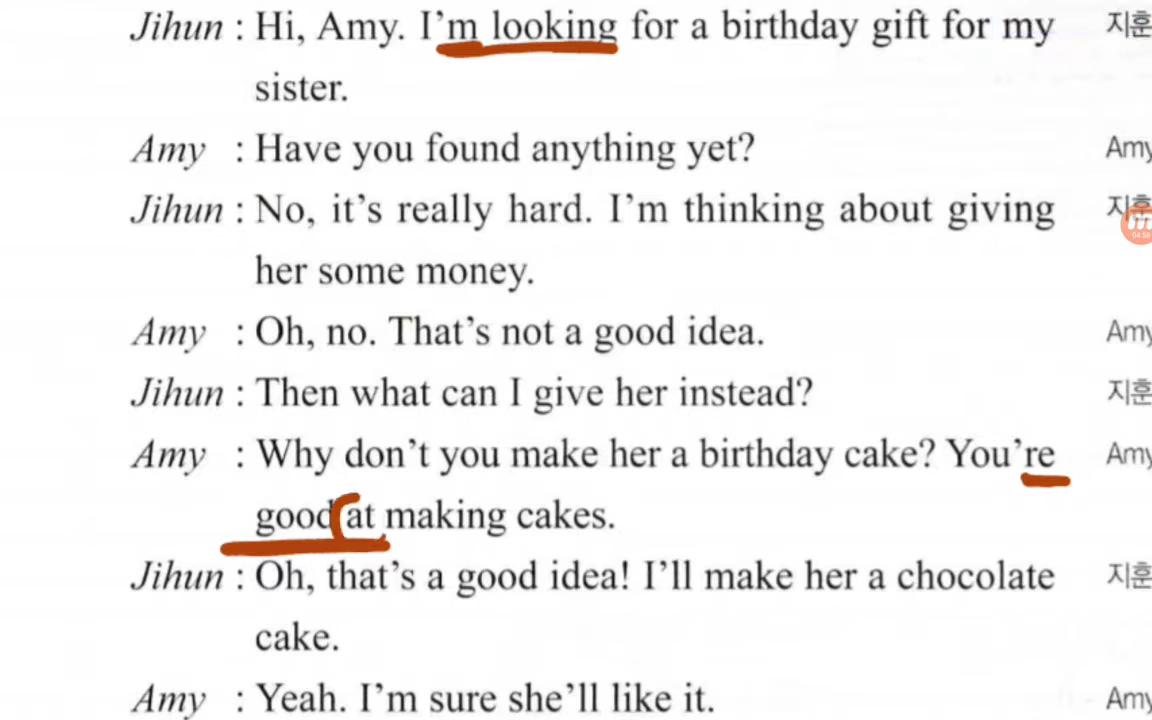 Jihun : Hi, Amy. I'm looking for a birthday gift for my 지훈
sister.
Amy : Have you found anything yet? Amy
Jihun : No, it's really hard. I'm thinking about giving 지훈
04:58
her some money.
Amy : Oh, no. That's not a good idea. Amy
Jihun : Then what can I give her instead? 지훈
Amy : Why don't you make her a birthday cake? You're Amy
good at making cakes.
Jihun : Oh, that's a good idea! I'll make her a chocolate 지훈
cake.
Amy : Yeah. I'm sure she'll like it. Amy